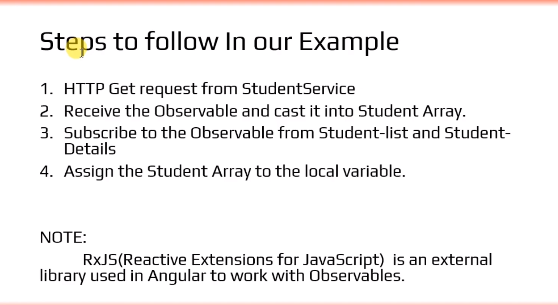 Steps to follow In our Example
1. HTTP Get request from StudentService
2. Receive the Observable and cast it into Student Array.
3. Subscribe to the Observable from Student-list and Student-
Details
4. Assign the Student Array to the local variable.
NOTE:
RxJS(Reactive Extensions for JavaScript) is an external
library used in Angular to work with Observables.